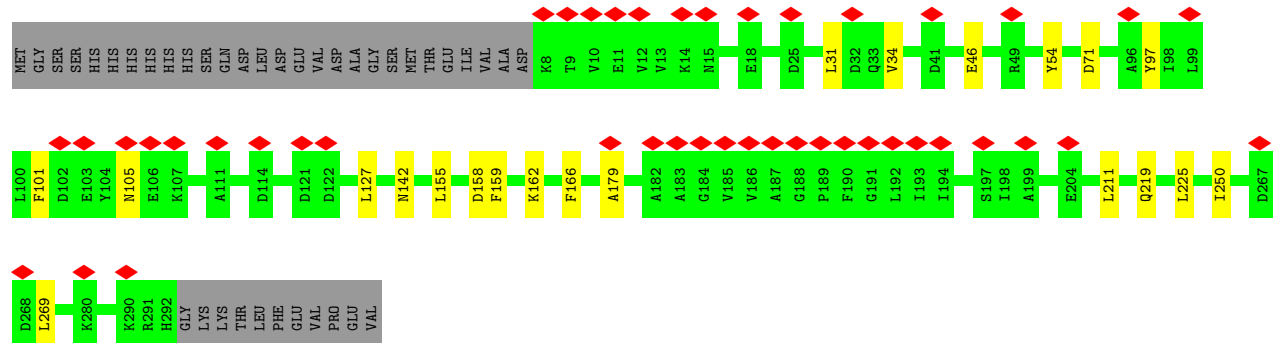 MET GLY SER SER HIS HIS HIS HIS HIS HIS SER GLN ASP LEU ASP GLU VAL ASP ALA GLY SER MET THR GLU ILE VAL ALA ASP K8 T9 V10 E11 V12 V13 K14 N15 E18 D25 L31 D32 Q33 V34 D41 E46 R49 Y54 D71 A96 Y97 I98 L99
L100 F101 D102 E103 Y104 N105 E106 K107 A111 D114 D121 D122 L127 N142 L155 D158 F159 K162 F166 A179 A182 A183 G184 V185 V186 A187 G188 P189 F190 G191 L192 I193 I194 S197 I198 A199 E204 L211 Q219 L225 I250 D267
D268 L269 K280 K290 R291 H292 GLY LYS LYS THR LEU PHE GLU VAL PRO GLU VAL